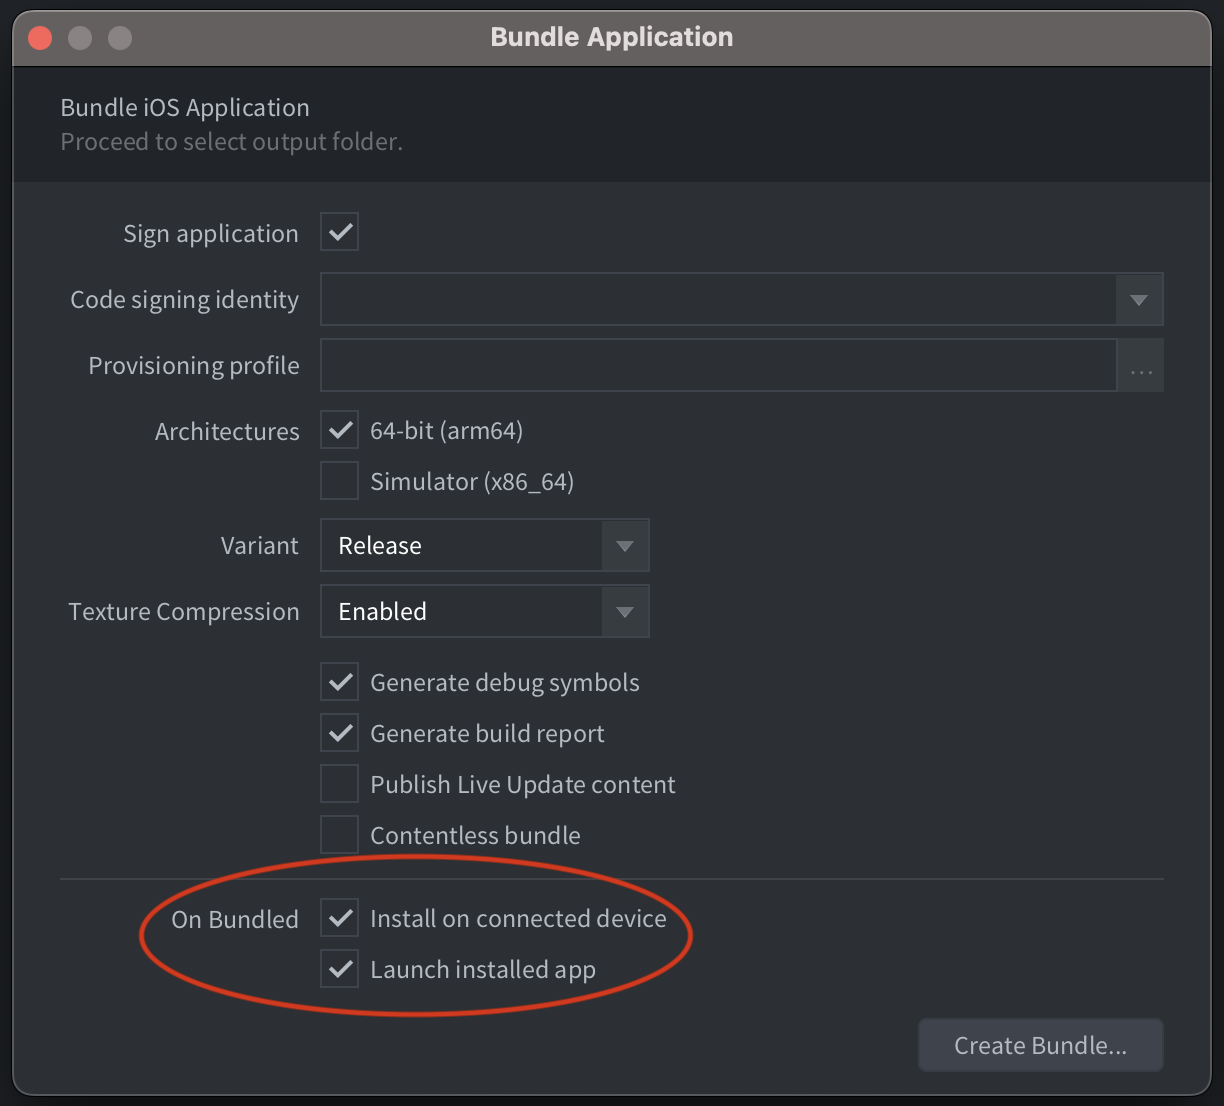 Bundle Application
Bundle iOS Application
Proceed to select output folder.
Sign application
Code signing identity
Provisioning profile
...
Architectures 64-bit (arm64)
Simulator (x86_64)
Variant Release
Texture Compression Enabled
Generate debug symbols
Generate build report
Publish Live Update content
Contentless bundle
On Bundled Install on connected device
Launch installed app
Create Bundle...